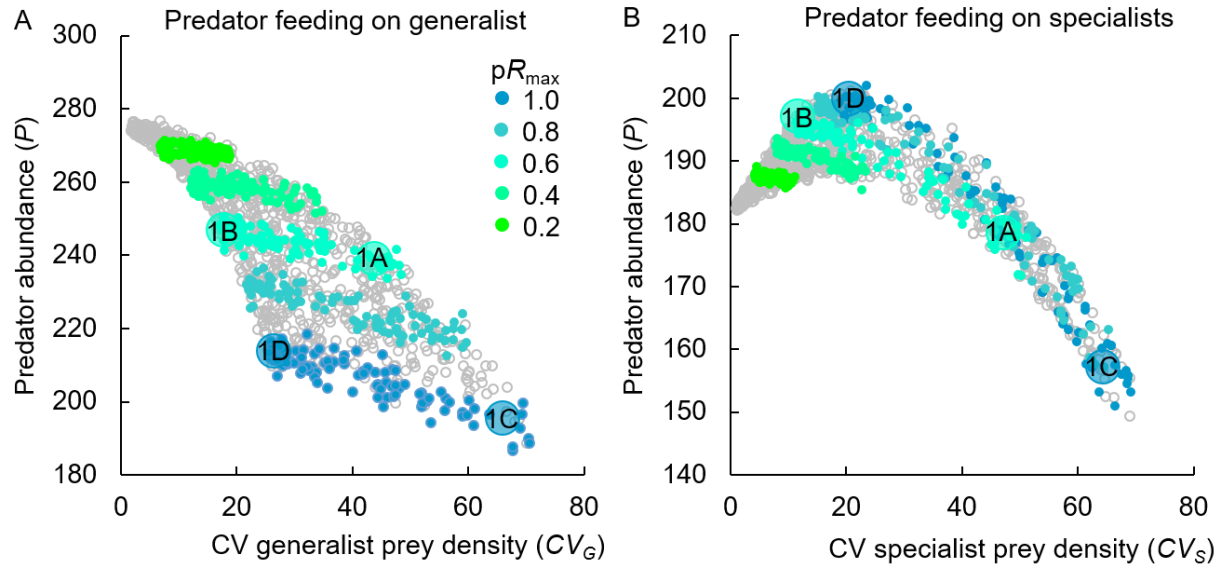 A
Predator feeding on generalist
300
280
260
240
220
200
180
0
20
40
60
80
Predator abundance (P)
CV generalist prey density (CV_G)
pR_max
1.0
0.8
0.6
0.4
0.2
1B
1A
1D
1C
B
Predator feeding on specialists
210
200
190
180
170
160
150
140
0
20
40
60
80
Predator abundance (P)
CV specialist prey density (CV_S)
1B
1D
1A
1C